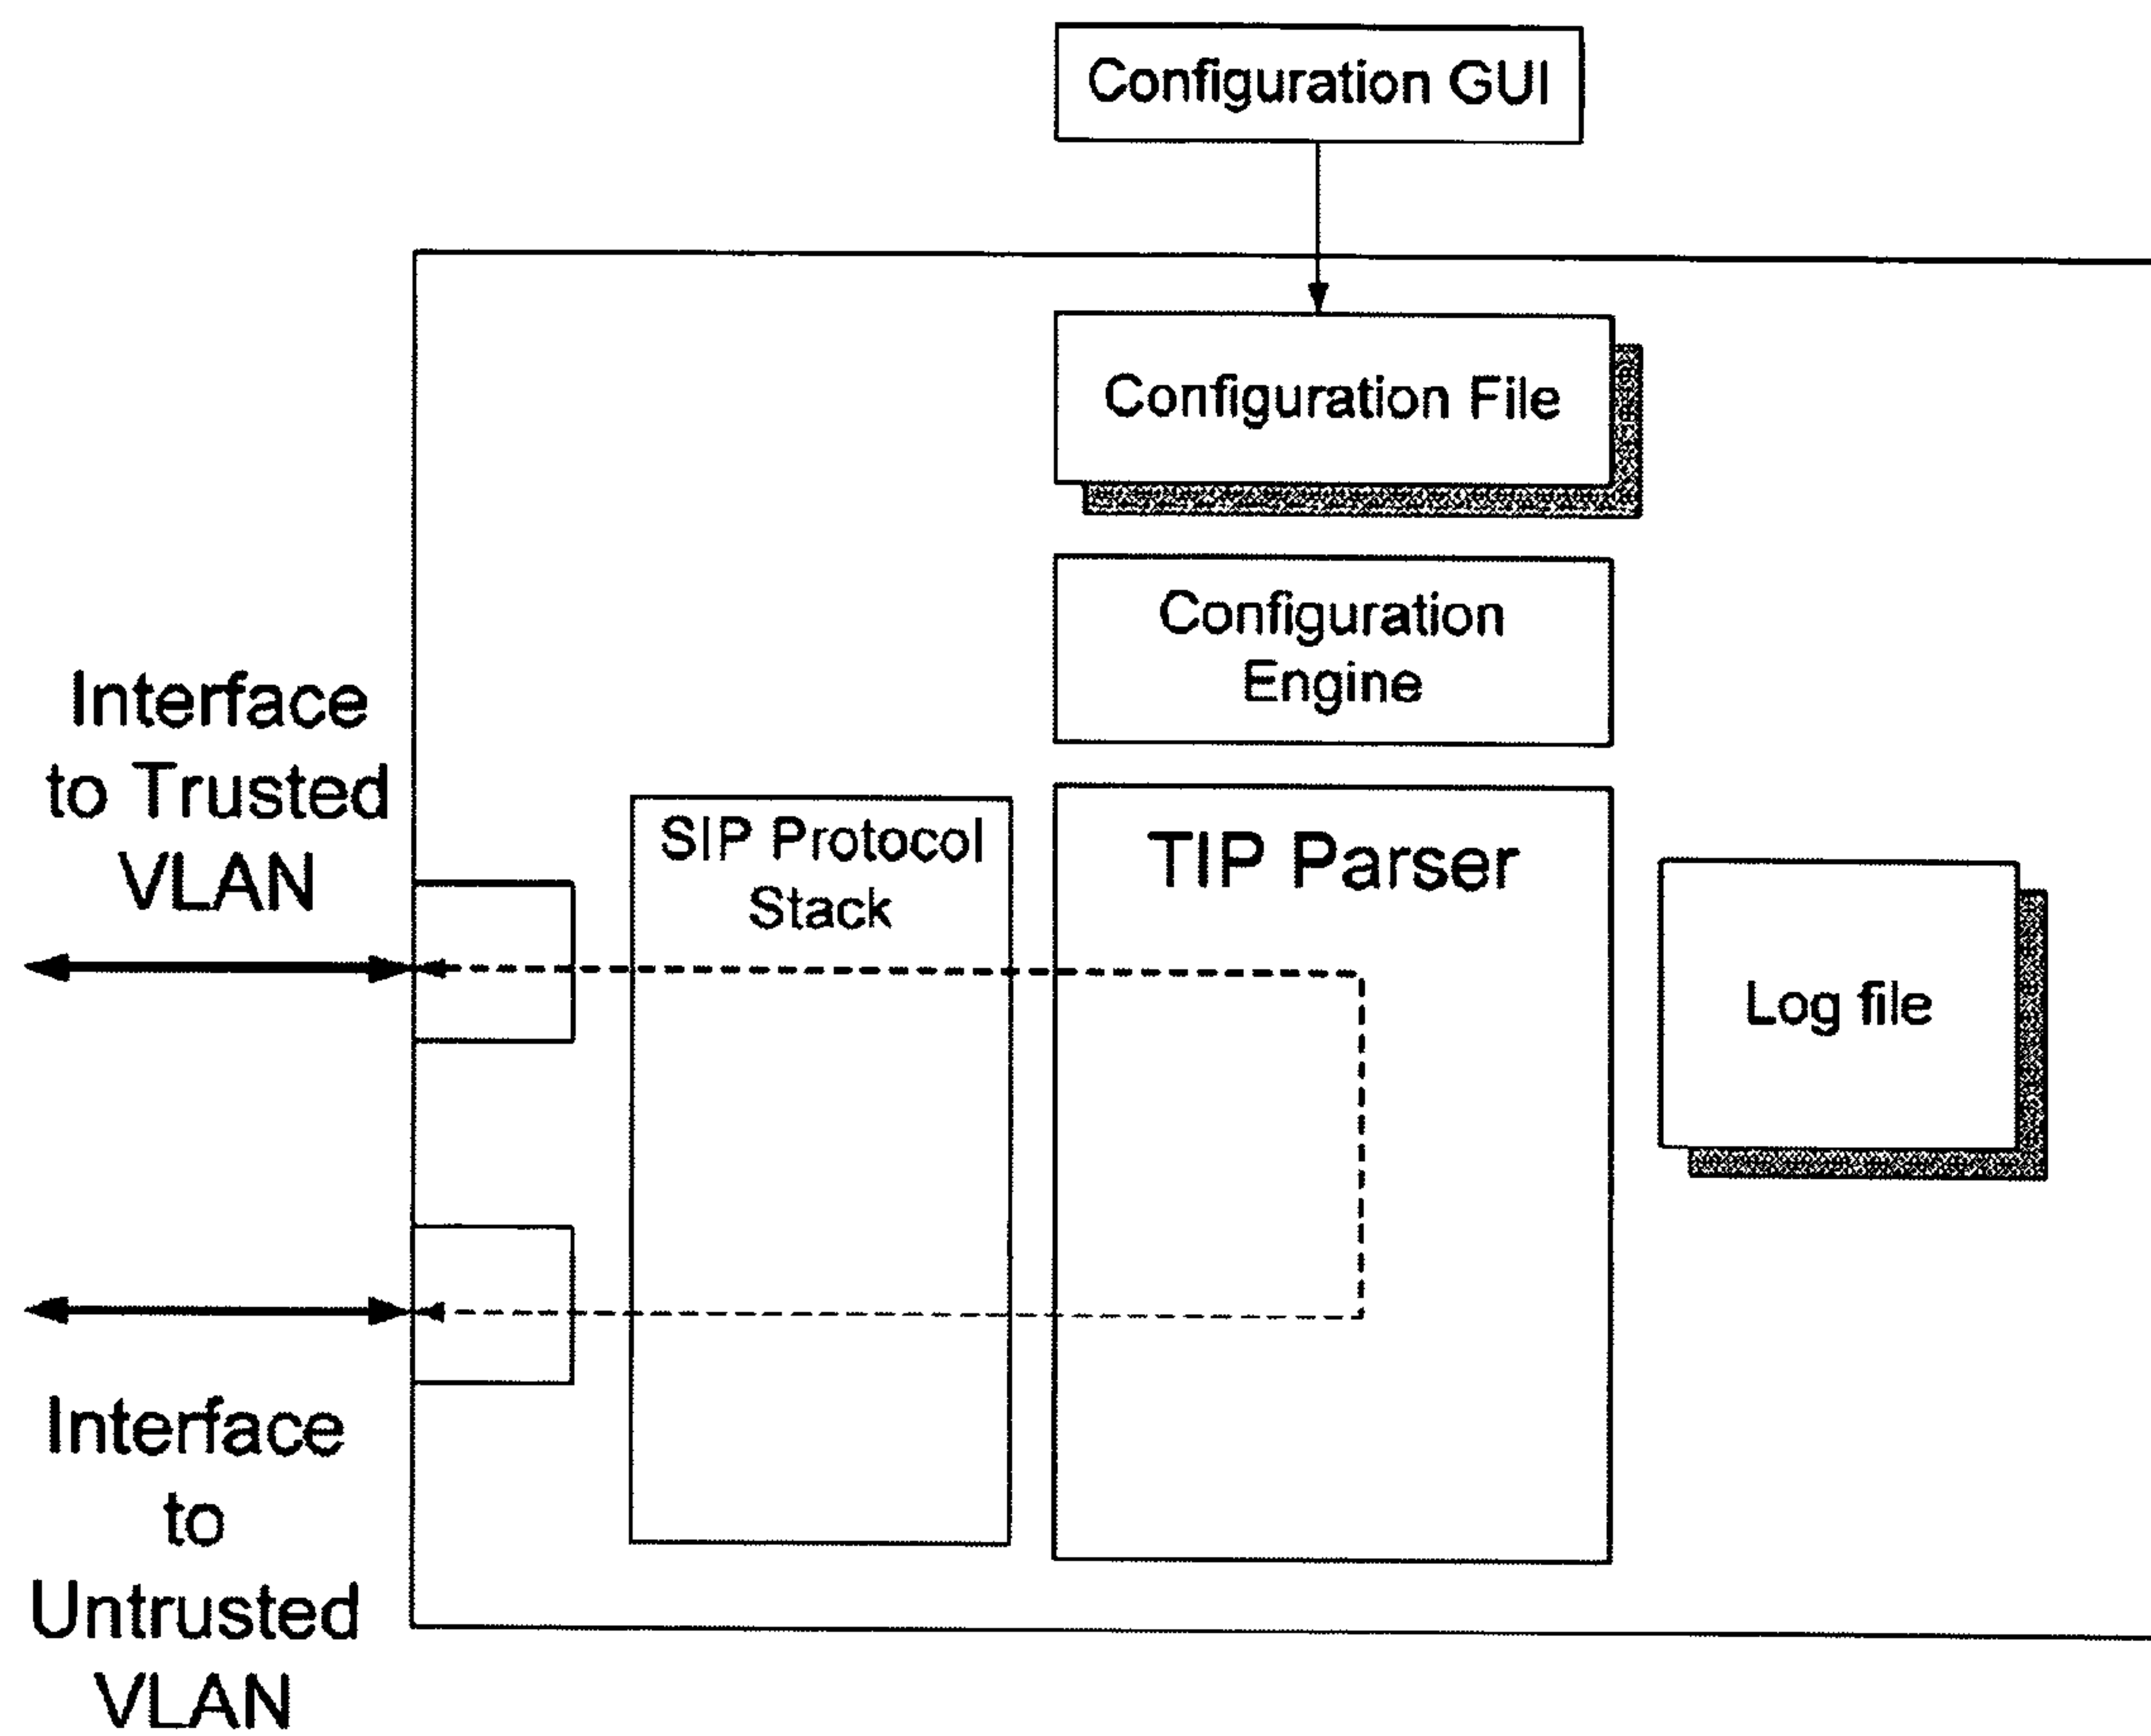 Configuration GUI
Configuration File
Configuration
Engine
Interface
to Trusted
VLAN
SIP Protocol
Stack
TIP Parser
Log file
Interface
to
Untrusted
VLAN